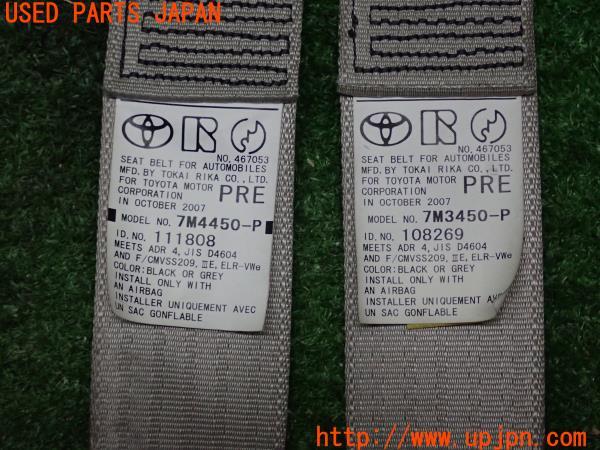 USED PARTS JAPAN
R
NO. 467053
SEAT BELT FOR AUTOMOBILES
MFD. BY TOKAI RIKA CO., LTD.
FOR TOYOTA MOTOR
CORPORATION PRE
IN OCTOBER 2007
MODEL NO. 7M4450-P
I.D. NO. 111808
MEETS ADR 4, JIS D4604
AND F/CMVSS209, ⅢE, ELR-VWe
COLOR:BLACK OR GREY
INSTALL ONLY WITH
AN AIRBAG
INSTALLER UNIQUEMENT AVEC
UN SAC GONFLABLE
R
NO. 467053
SEAT BELT FOR AUTOMOBILES
MFD. BY TOKAI RIKA CO., LTD.
FOR TOYOTA MOTOR
CORPORATION PRE
IN OCTOBER 2007
MODEL NO. 7M3450-P
I.D. NO. 108269
MEETS ADR 4, JIS D4604
AND F/CMVSS209, ⅢE, ELR-VWe
COLOR:BLACK OR GREY
INSTALL ONLY WITH
AN AIRBAG
INSTALLER UNIQUEMENT
UN SAC GONFLABLE
http://www.upjpn.com